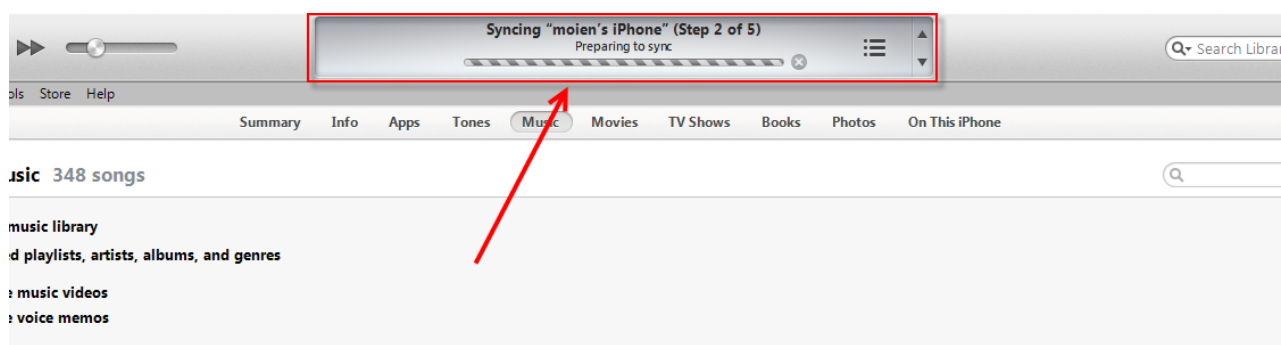 Syncing “moien’s iPhone” (Step 2 of 5)
Preparing to sync
Search Librar
ols Store Help
Summary Info Apps Tones Music Movies TV Shows Books Photos On This iPhone
usic 348 songs
music library
ed playlists, artists, albums, and genres
e music videos
e voice memos